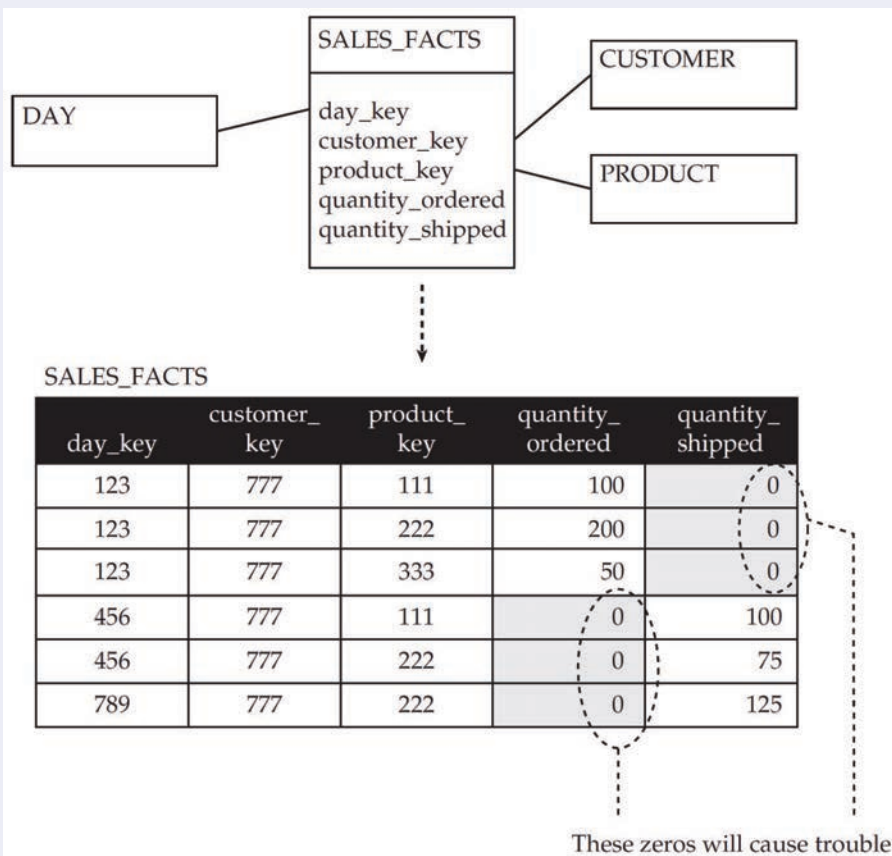 SALES_FACTS
day_key
customer_key
product_key
quantity_ordered
quantity_shipped
DAY
CUSTOMER
PRODUCT
SALES_FACTS
day_key customer_ key product_ key quantity_ ordered quantity_ shipped
123 777 111 100 0
123 777 222 200 0
123 777 333 50 0
456 777 111 0 100
456 777 222 0 75
789 777 222 0 125
These zeros will cause trouble